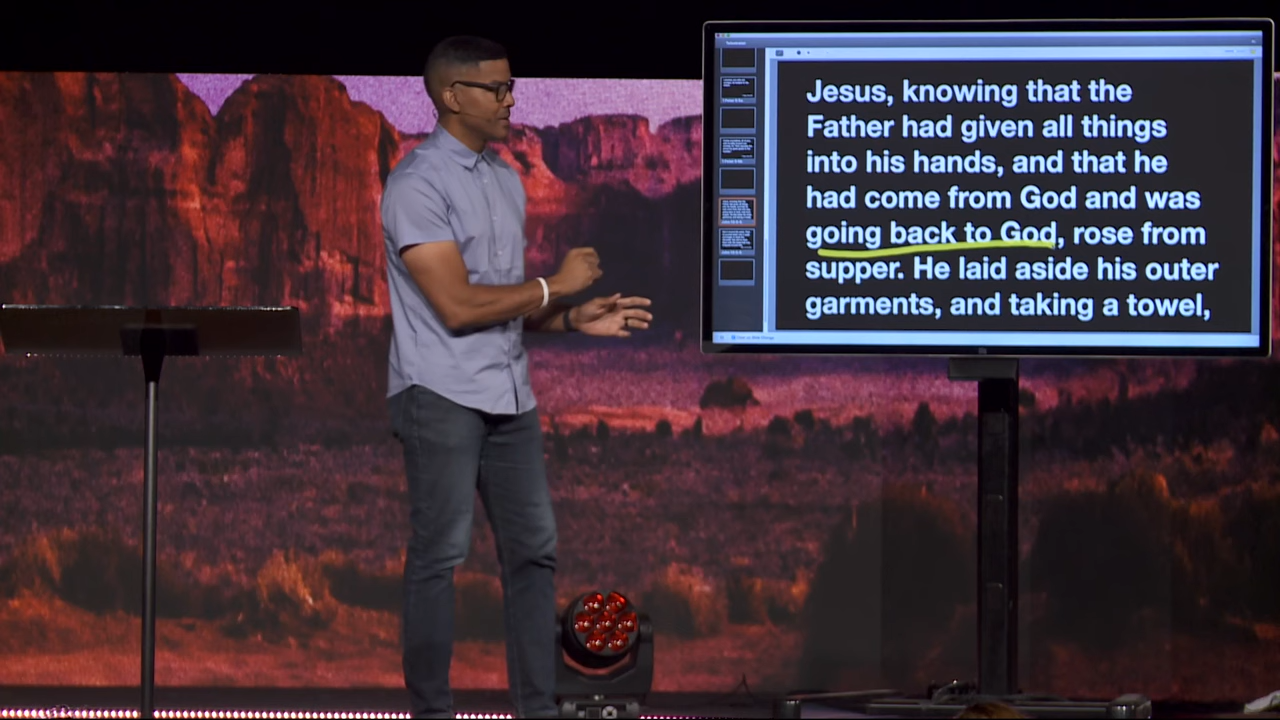 Jesus, knowing that the
Father had given all things
into his hands, and that he
had come from God and was
going back to God, rose from
supper. He laid aside his outer
garments, and taking a towel,